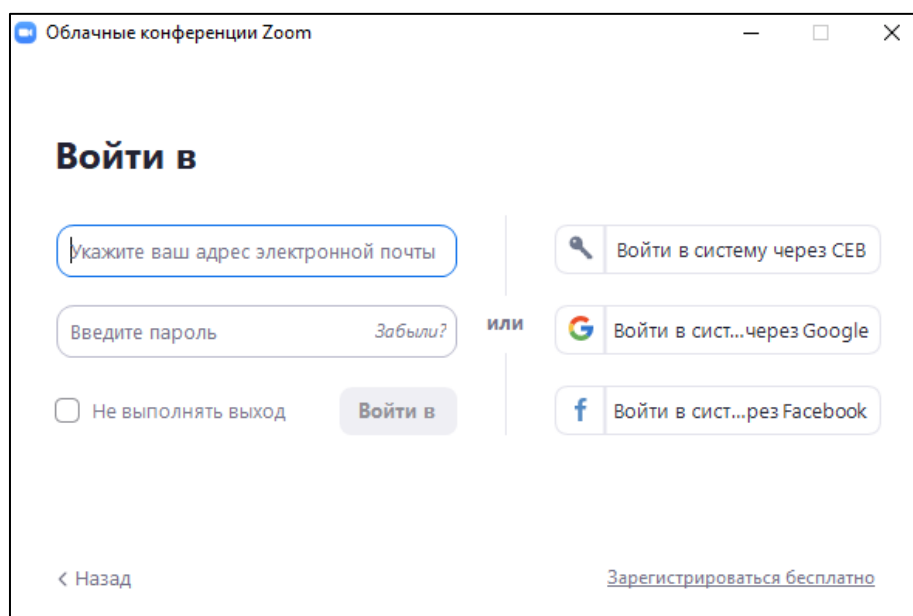 Облачные конференции Zoom
Войти в
Укажите ваш адрес электронной почты
Введите пароль
Забыли?
Не выполнять выход
Войти в
или
Войти в систему через СЕВ
Войти в сист...через Google
Войти в сист...рез Facebook
Назад
Зарегистрироваться бесплатно